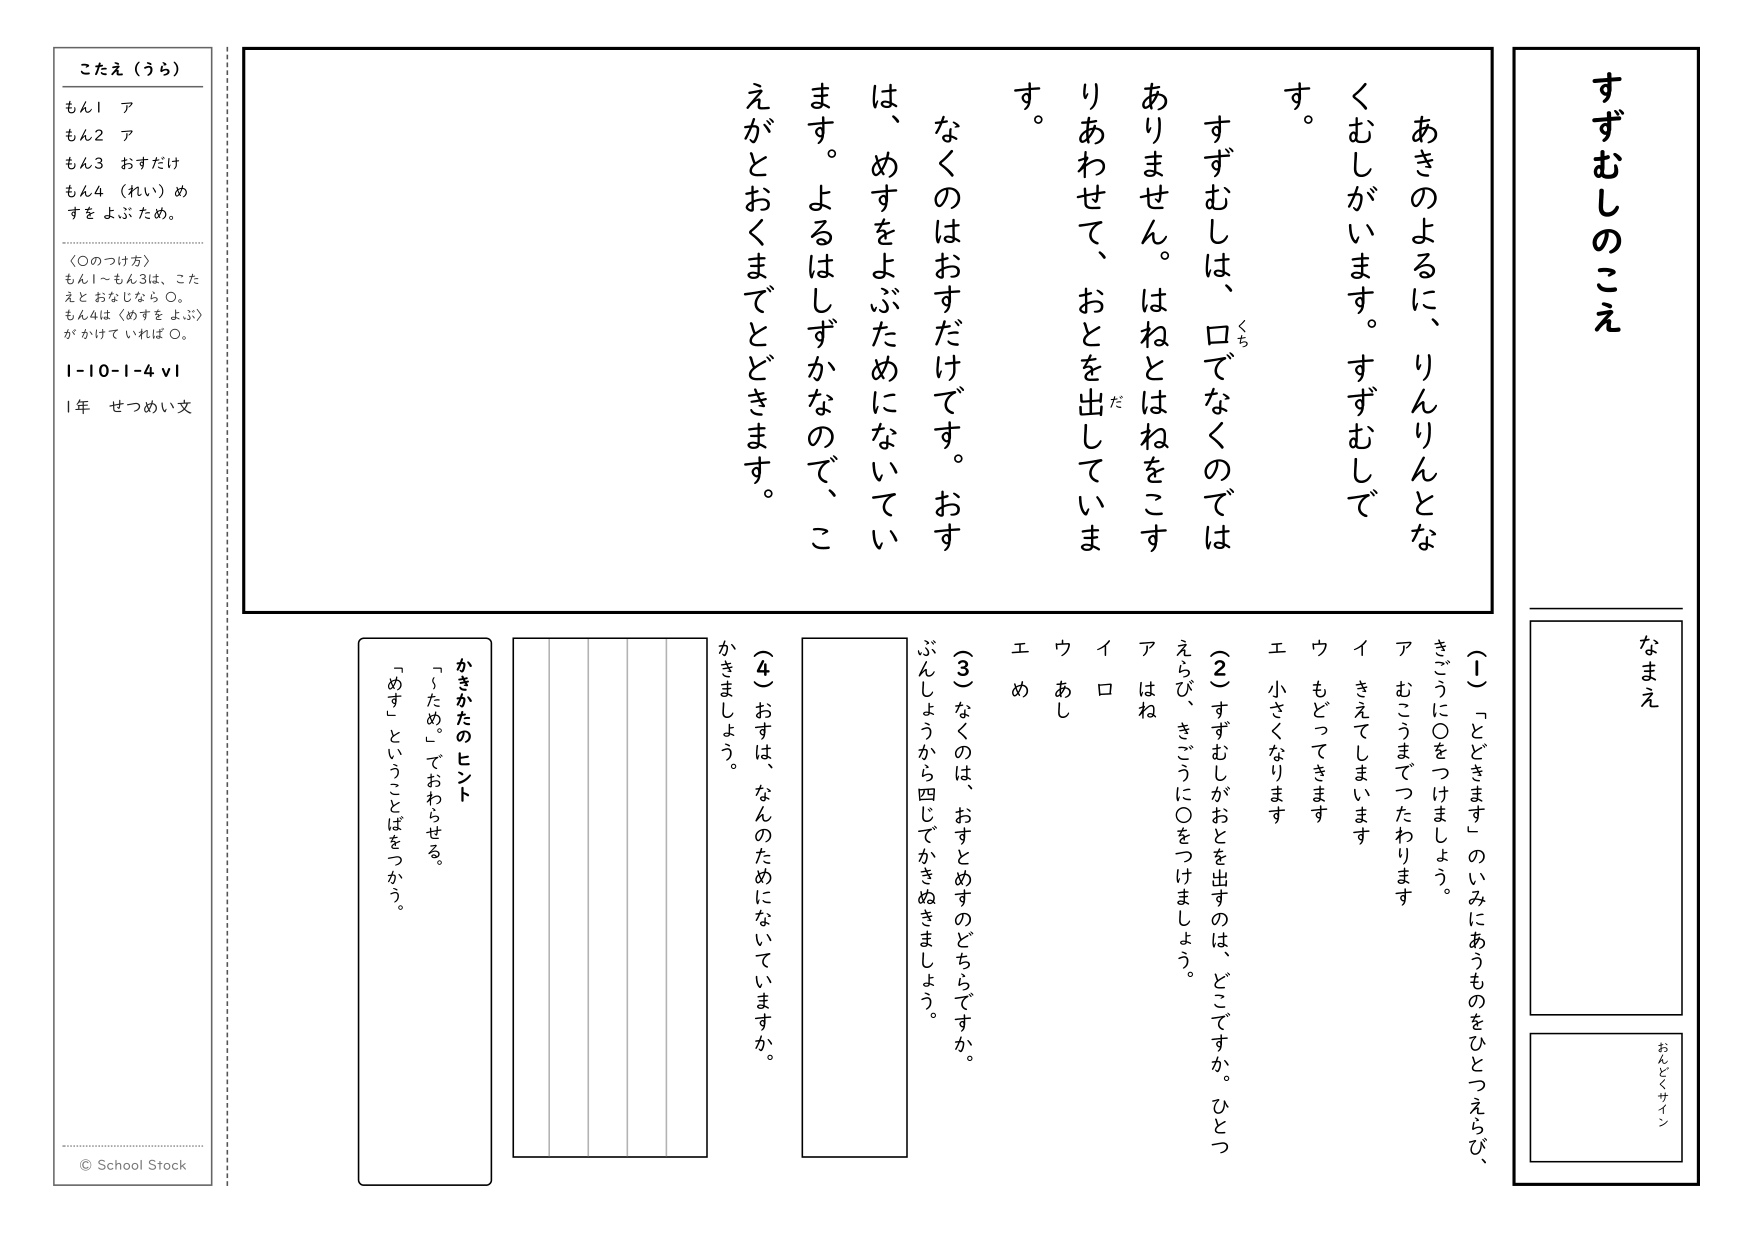 すずむしのこえ
なまえ
おんどくサイン
あきのよるに、りんりんとな
くむしがいます。すずむしで
す。
すずむしは、口でなくのでは
くち
ありません。はねとはねをこす
りあわせて、おとを出していま
だ
す。
なくのはおすだけです。おす
は、めすをよぶためにないてい
ます。よるはしずかなので、こ
えがとおくまでとどきます。
(1)「とどきます」のいみにあうものをひとつえらび、
きごうに〇をつけましょう。
ア　むこうまでつたわります
イ　きえてしまいます
ウ　もどってきます
エ　小さくなります
(2)すずむしがおとを出すのは、どこですか。ひとつ
えらび、きごうに〇をつけましょう。
ア　はね
イ　口
ウ　あし
エ　め
(3)なくのは、おすとめすのどちらですか。
ぶんしょうから四じでかきぬきましょう。
(4)おすは、なんのためにないていますか。
かきましょう。
かきかたの ヒント
「〜ため。」でおわらせる。
「めす」ということばをつかう。
こたえ（うら）
もん1　ア
もん2　ア
もん3　おすだけ
もん4　（れい）め
すを よぶ ため。
〈〇のつけ方〉
もん1〜もん3は、こた
えと おなじなら 〇。
もん4は〈めすを よぶ〉
が かけて いれば 〇。
1-10-1-4 v1
1年　せつめい文
© School Stock